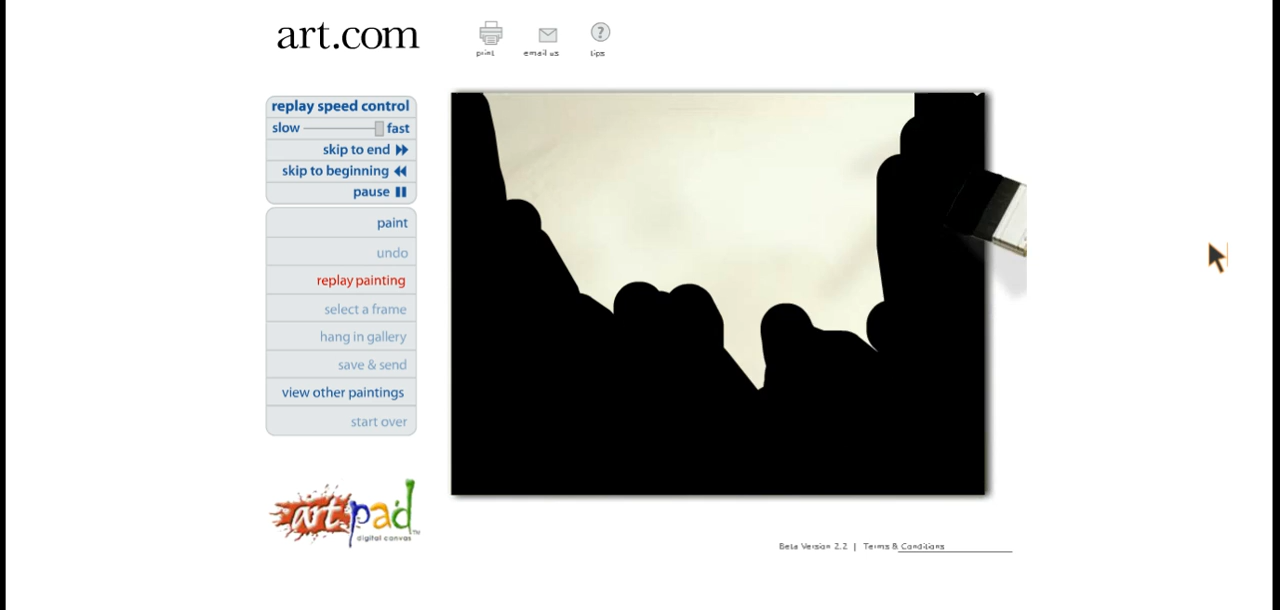 art.com
print
email us
?
tips
replay speed control
slow fast
skip to end
skip to beginning
pause
paint
undo
replay painting
select a frame
hang in gallery
save & send
view other paintings
start over
artpad
TM
digital canvas
Beta Version 2.2 | Terms & Conditions